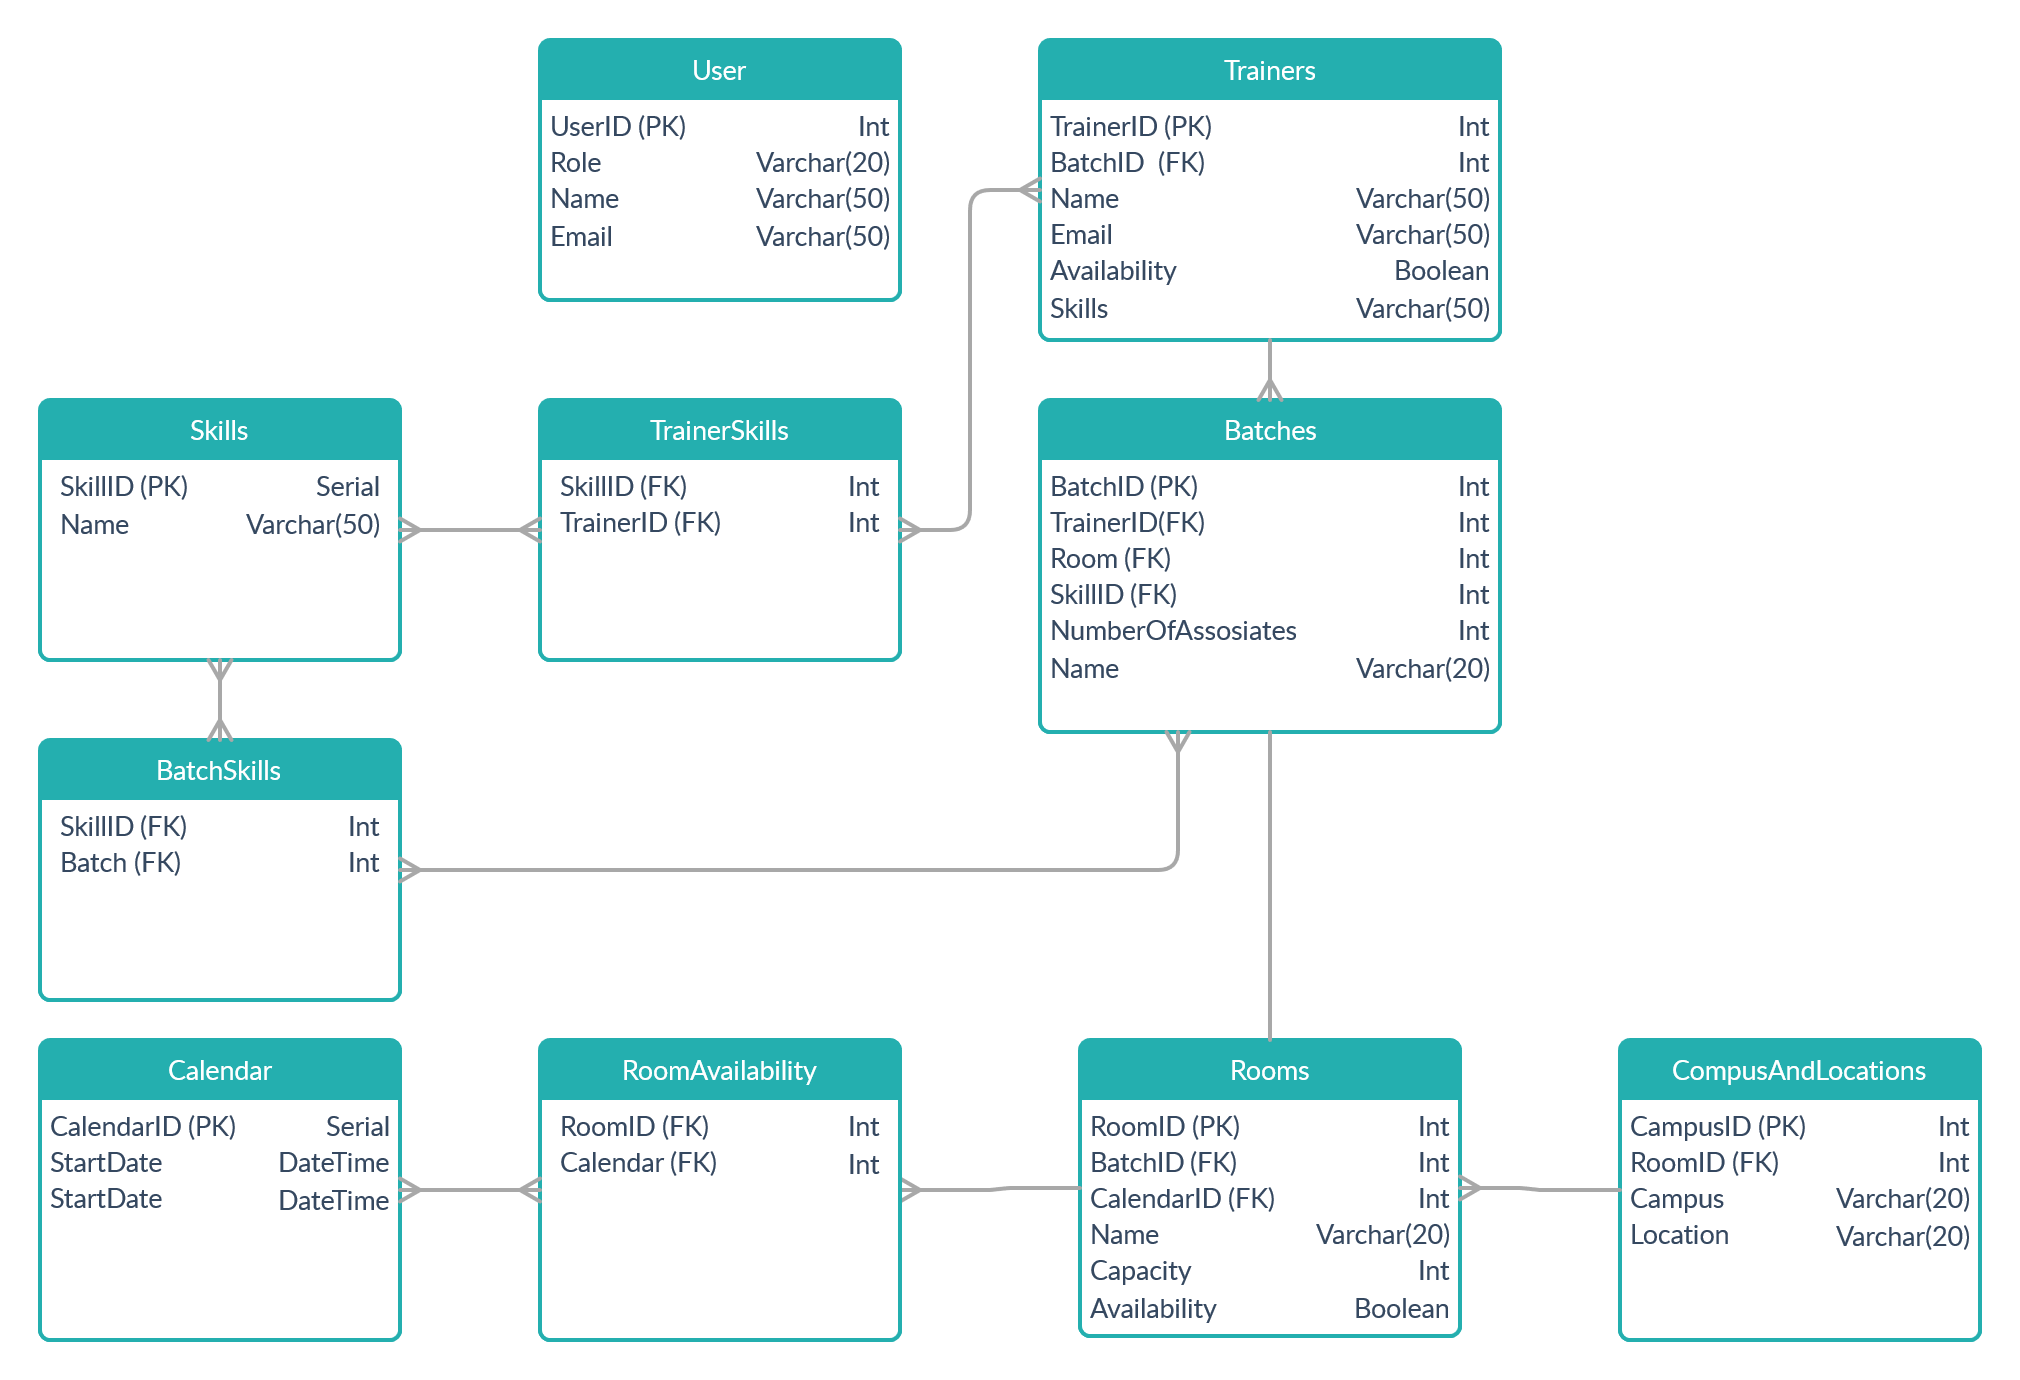 User
UserID (PK) Int
Role Varchar(20)
Name Varchar(50)
Email Varchar(50)
Trainers
TrainerID (PK) Int
BatchID (FK) Int
Name Varchar(50)
Email Varchar(50)
Availability Boolean
Skills Varchar(50)
Skills
SkillID (PK) Serial
Name Varchar(50)
TrainerSkills
SkillID (FK) Int
TrainerID (FK) Int
Batches
BatchID (PK) Int
TrainerID(FK) Int
Room (FK) Int
SkillID (FK) Int
NumberOfAssosiates Int
Name Varchar(20)
BatchSkills
SkillID (FK) Int
Batch (FK) Int
Calendar
CalendarID (PK) Serial
StartDate DateTime
StartDate DateTime
RoomAvailability
RoomID (FK) Int
Calendar (FK) Int
Rooms
RoomID (PK) Int
BatchID (FK) Int
CalendarID (FK) Int
Name Varchar(20)
Capacity Int
Availability Boolean
CompusAndLocations
CampusID (PK) Int
RoomID (FK) Int
Campus Varchar(20)
Location Varchar(20)